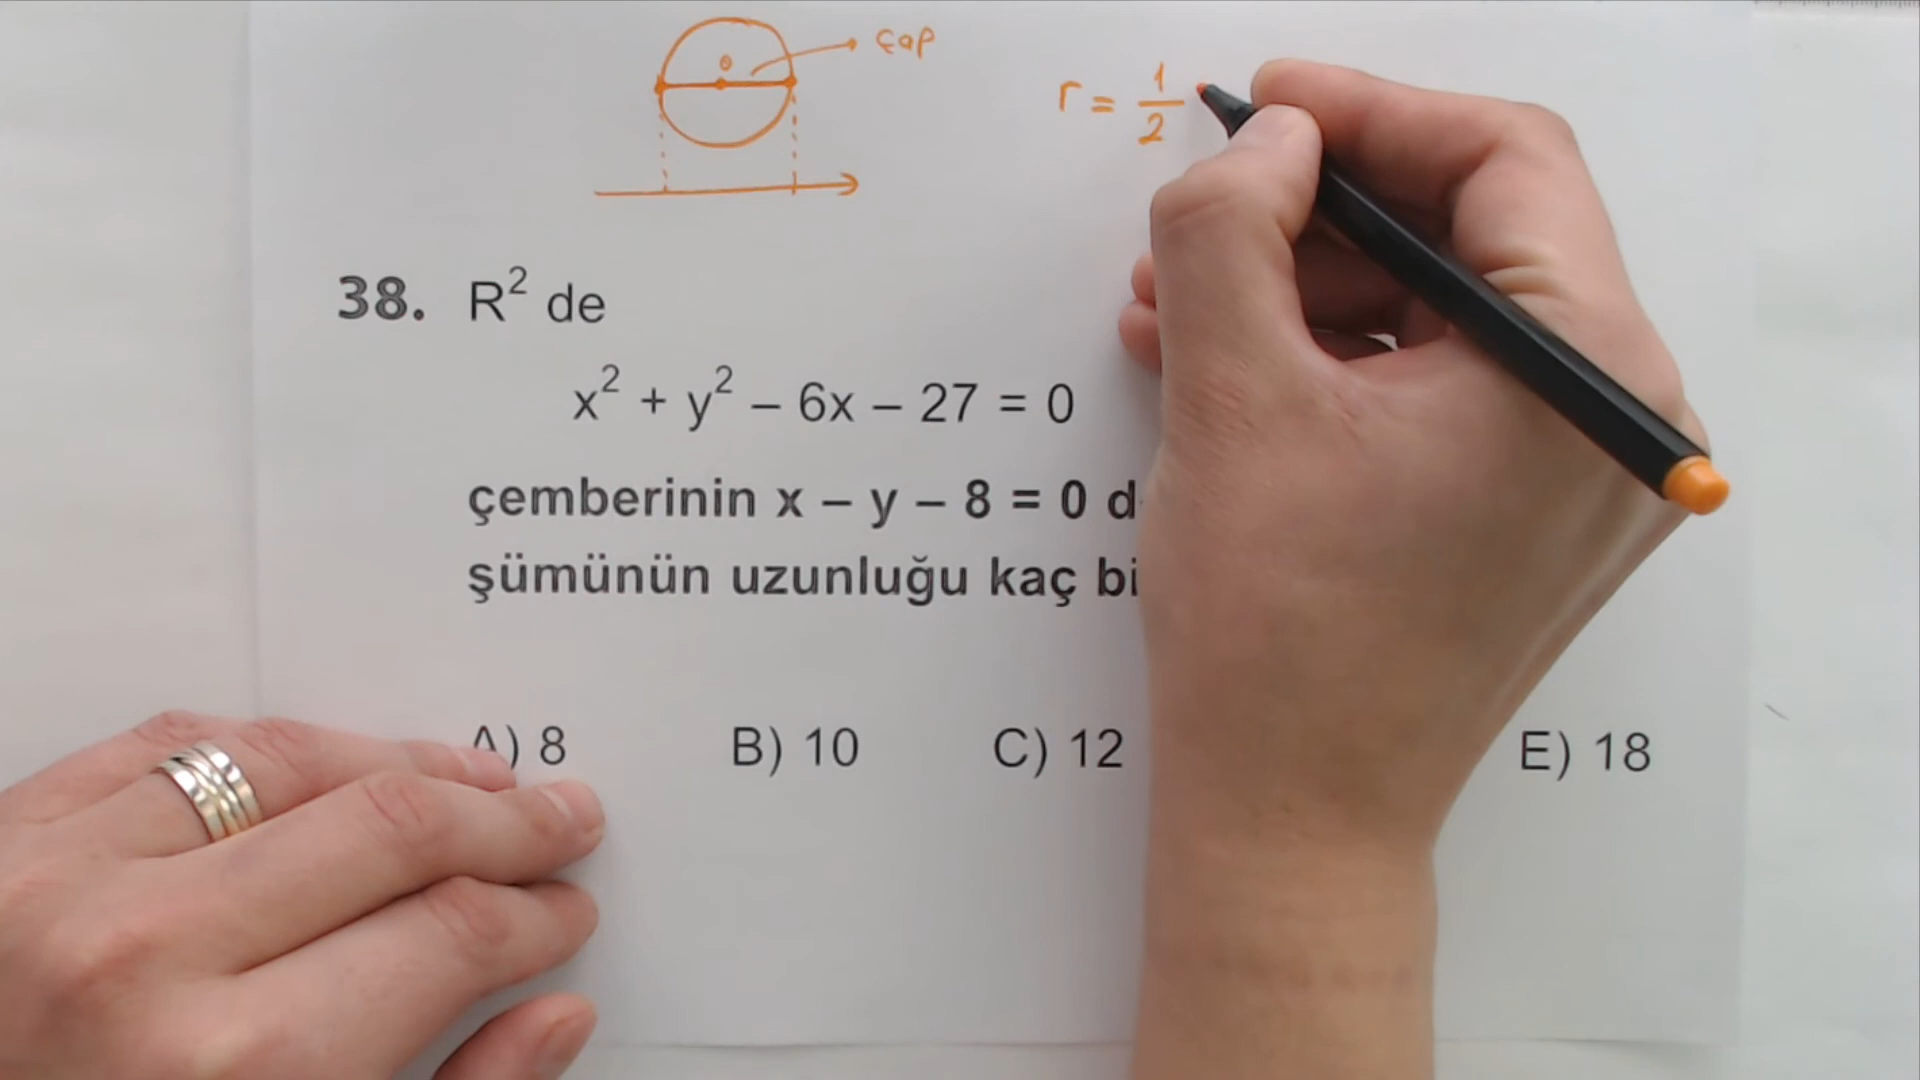 çap
r = 1/2
38. R² de
x² + y² – 6x – 27 = 0
çemberinin x – y – 8 = 0
şümünün uzunluğu kaç
A) 8 B) 10 C) 12 E) 18